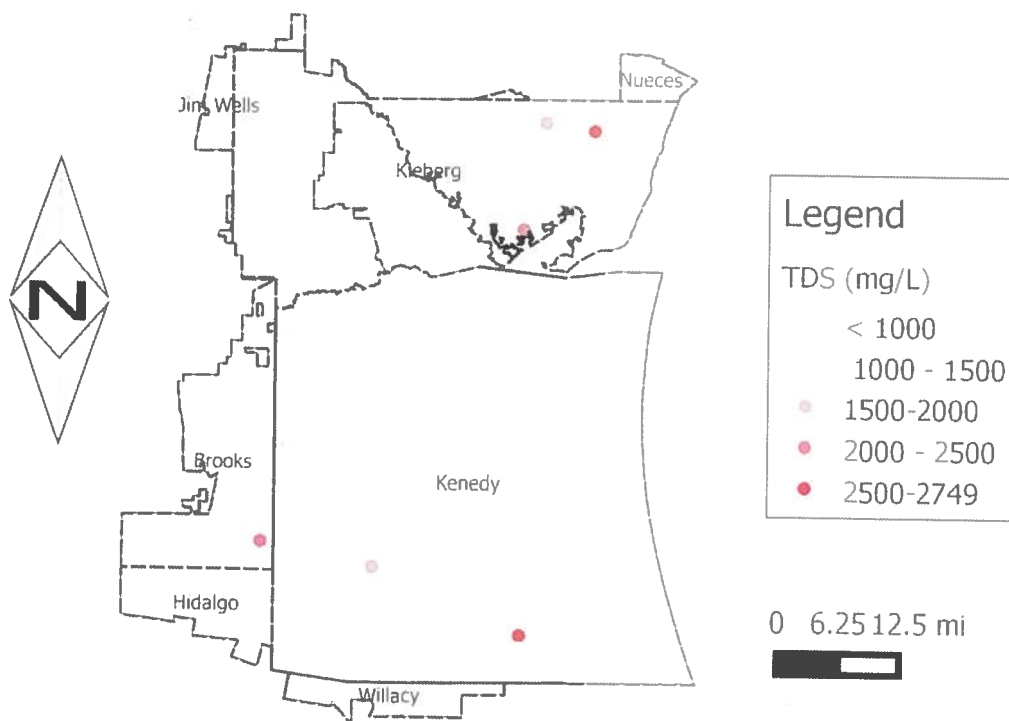 Nueces
Jim Wells
Kleberg
Legend
TDS (mg/L)
< 1000
1000 - 1500
1500-2000
2000 - 2500
2500-2749
N
Brooks
Kenedy
Hidalgo
0 6.25 12.5 mi
Willacy